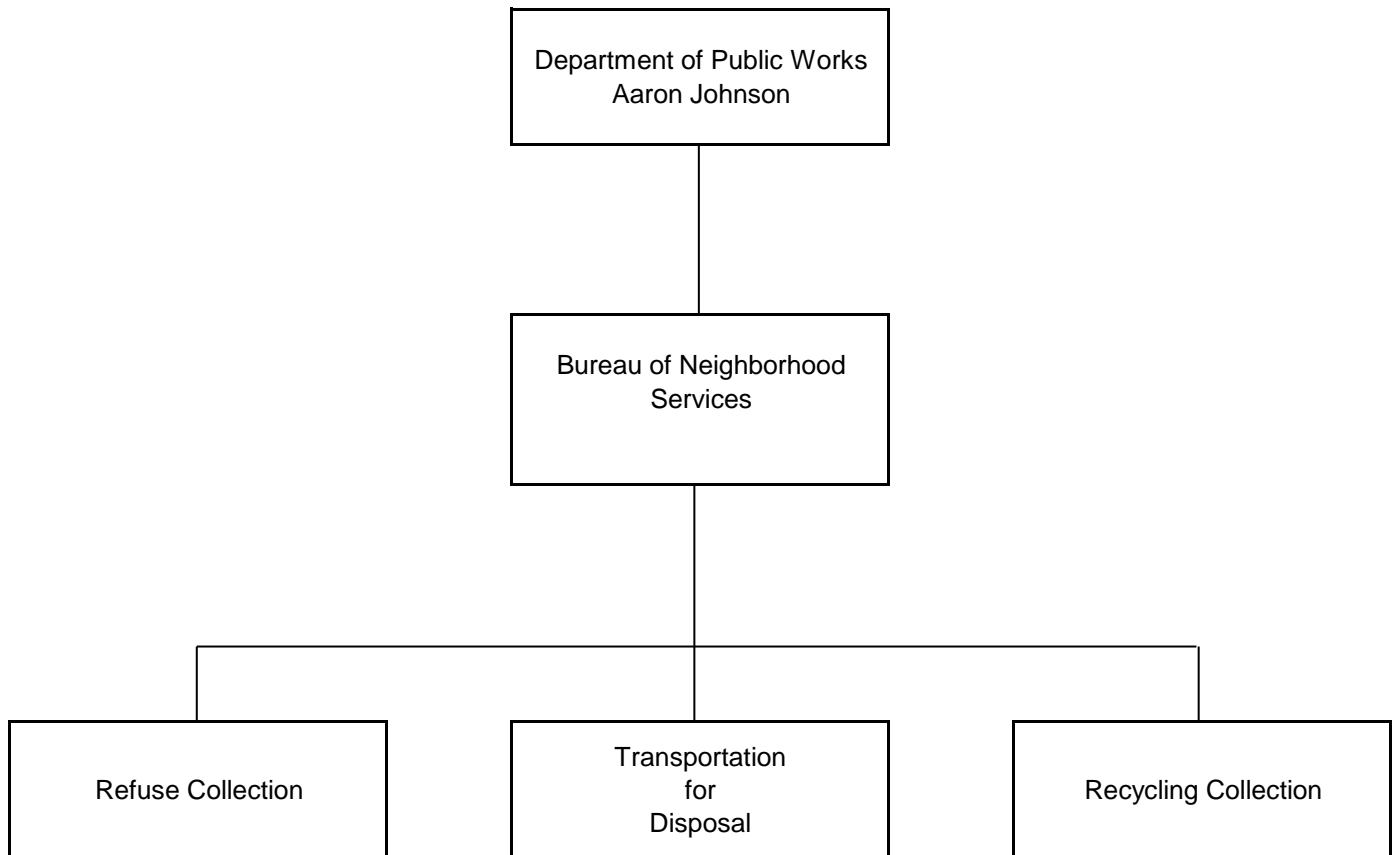 Department of Public Works
Aaron Johnson
Bureau of Neighborhood
Services
Refuse Collection
Transportation
for
Disposal
Recycling Collection